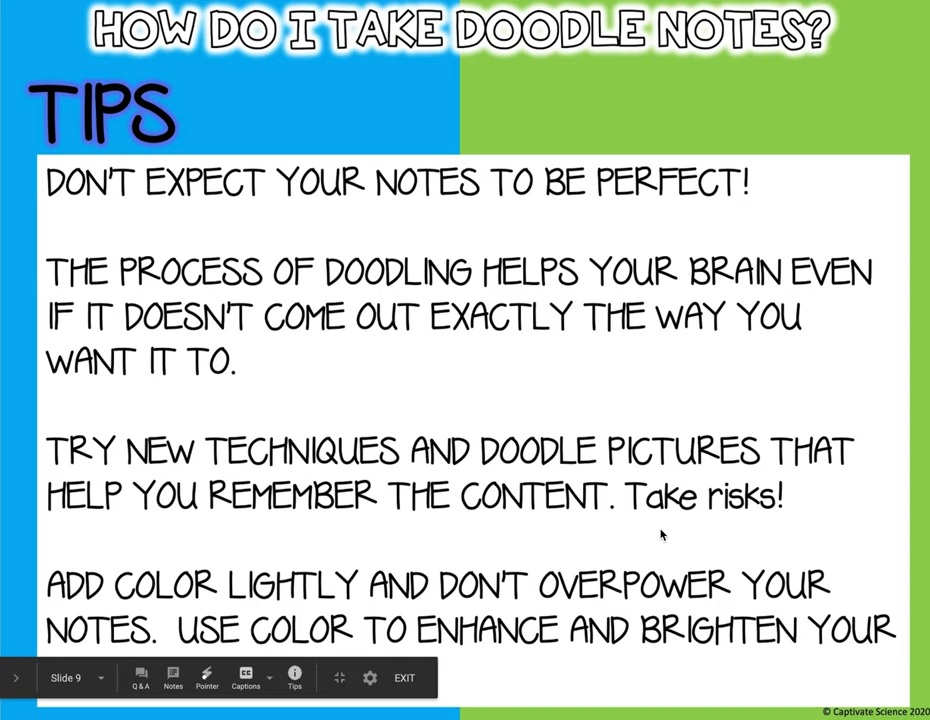 HOW DO I TAKE DOODLE NOTES?
TIPS
DON'T EXPECT YOUR NOTES TO BE PERFECT!
THE PROCESS OF DOODLING HELPS YOUR BRAIN EVEN
IF IT DOESN'T COME OUT EXACTLY THE WAY YOU
WANT IT TO.
TRY NEW TECHNIQUES AND DOODLE PICTURES THAT
HELP YOU REMEMBER THE CONTENT. Take risks!
ADD COLOR LIGHTLY AND DON'T OVERPOWER YOUR
NOTES. USE COLOR TO ENHANCE AND BRIGHTEN YOUR
Slide 9 Q & A Notes Pointer CC Captions Tips EXIT
© Captivate Science 2020